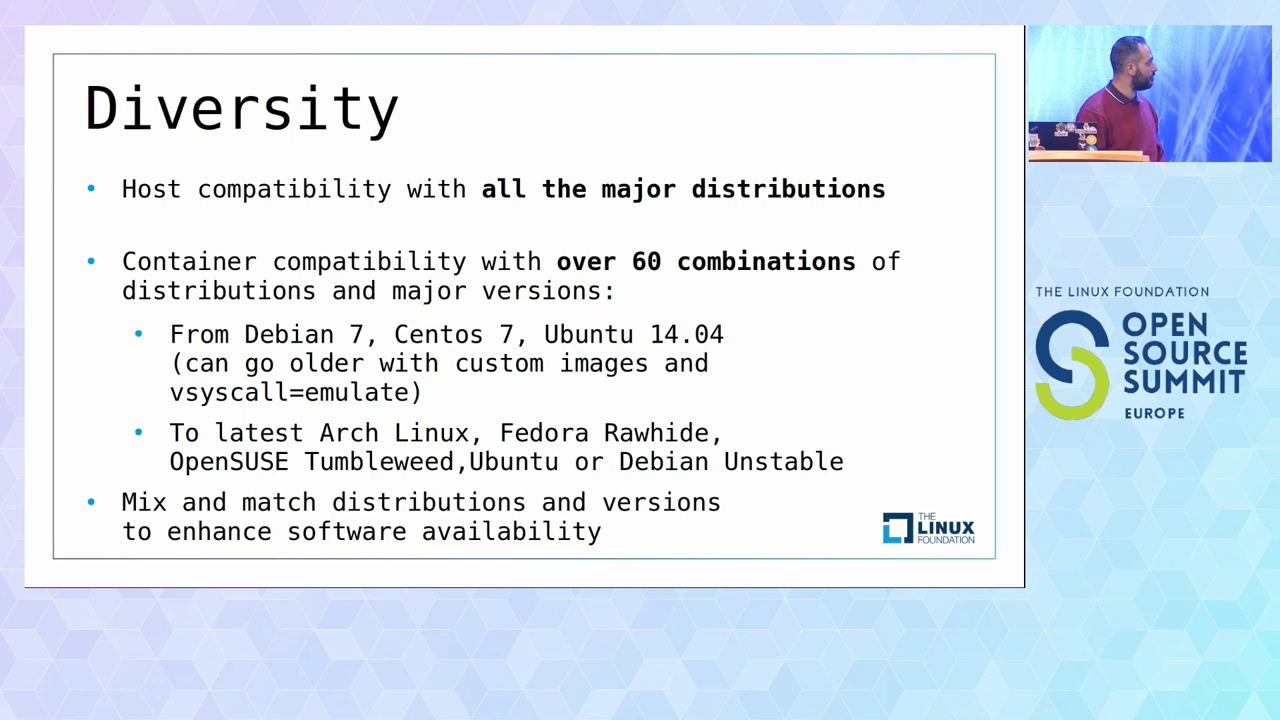 Diversity
• Host compatibility with all the major distributions
• Container compatibility with over 60 combinations of
distributions and major versions:
• From Debian 7, Centos 7, Ubuntu 14.04
(can go older with custom images and
vsyscall=emulate)
• To latest Arch Linux, Fedora Rawhide,
OpenSUSE Tumbleweed,Ubuntu or Debian Unstable
• Mix and match distributions and versions
to enhance software availability
THE
LINUX
FOUNDATION
THE LINUX FOUNDATION
OPEN
SOURCE
SUMMIT
EUROPE